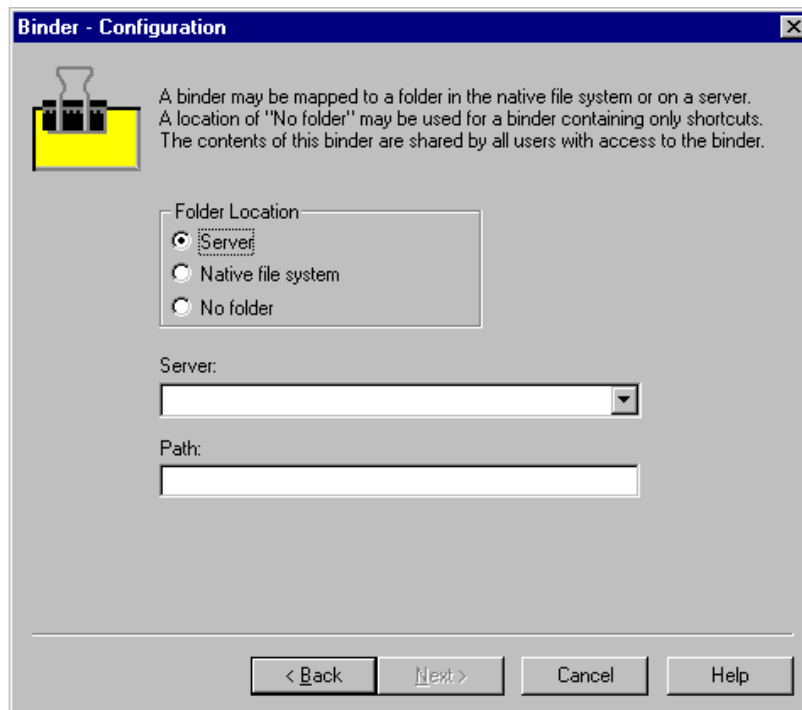 Binder - Configuration
A binder may be mapped to a folder in the native file system or on a server.
A location of "No folder" may be used for a binder containing only shortcuts.
The contents of this binder are shared by all users with access to the binder.
Folder Location
Server
Native file system
No folder
Server:
Path:
< Back
Next >
Cancel
Help